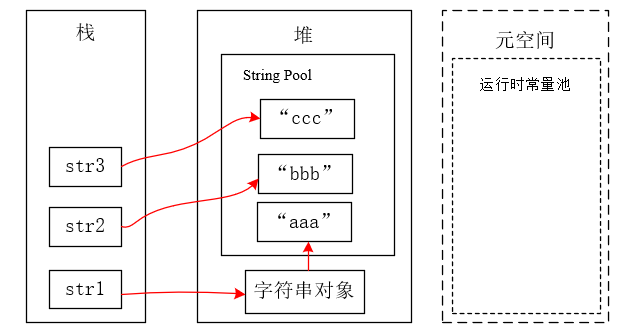 栈
str3
str2
str1
堆
String Pool
“ccc”
“bbb”
“aaa”
字符串对象
元空间
运行时常量池